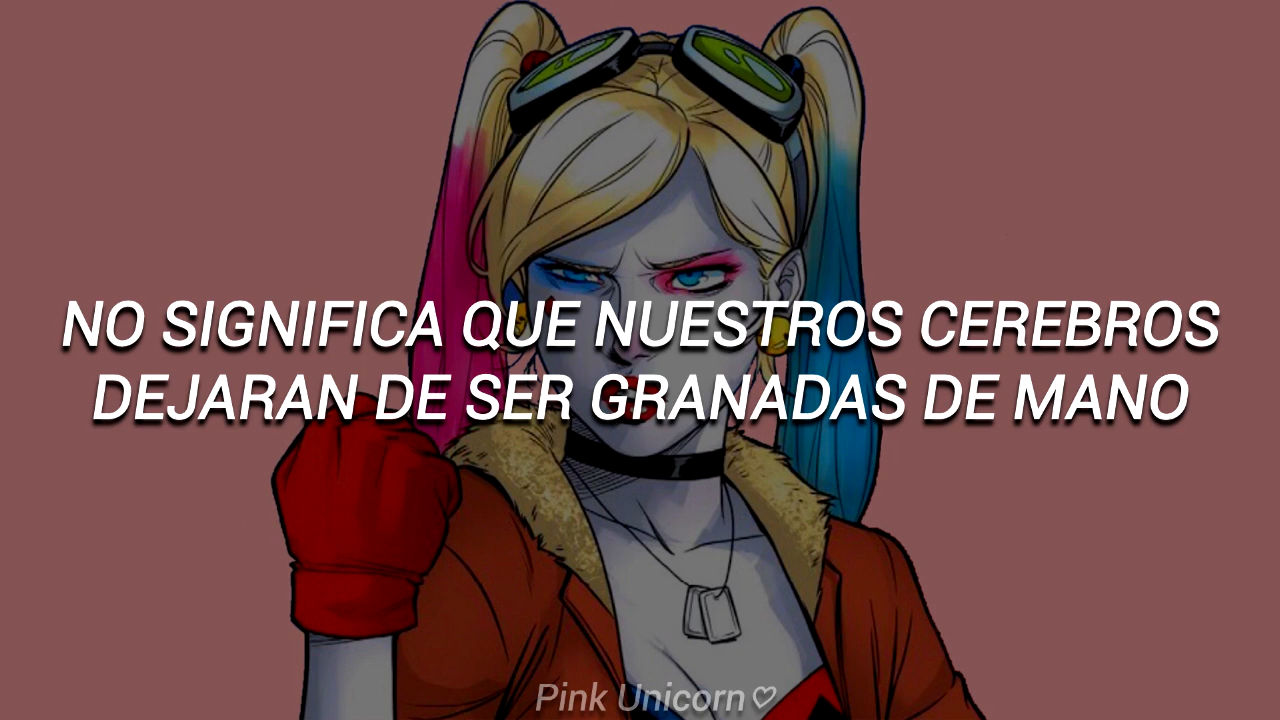 NO SIGNIFICA QUE NUESTROS CEREBROS
DEJARAN DE SER GRANADAS DE MANO
Pink Unicorn♡